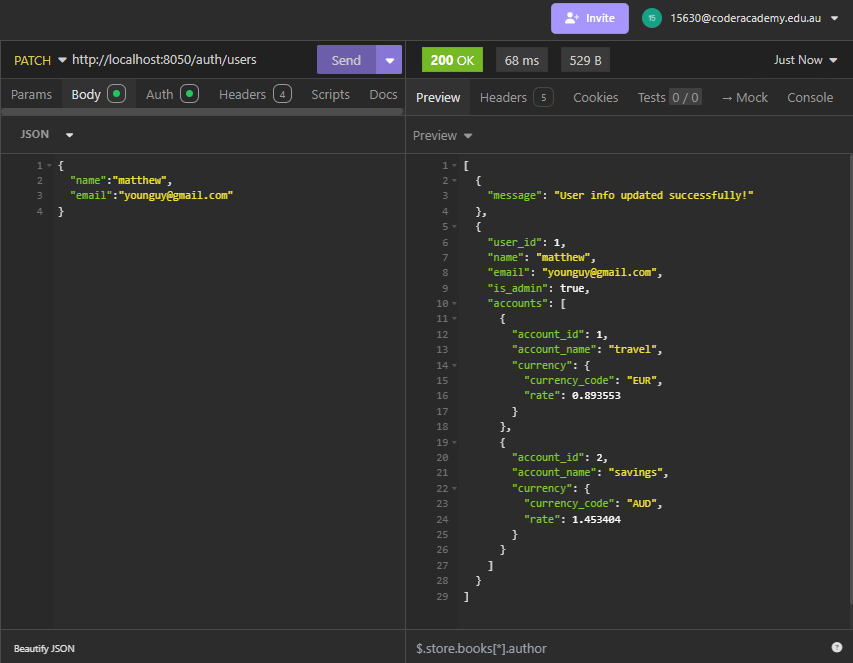 Invite 15 15630@coderacademy.edu.au
PATCH http://localhost:8050/auth/users Send 200 OK 68 ms 529 B Just Now
Params Body Auth Headers 4 Scripts Docs Preview Headers 5 Cookies Tests 0 / 0 → Mock Console
JSON Preview
1 {
2 "name":"matthew",
3 "email":"younguy@gmail.com"
4 }
1 [
2 {
3 "message": "User info updated successfully!"
4 },
5 {
6 "user_id": 1,
7 "name": "matthew",
8 "email": "younguy@gmail.com",
9 "is_admin": true,
10 "accounts": [
11 {
12 "account_id": 1,
13 "account_name": "travel",
14 "currency": {
15 "currency_code": "EUR",
16 "rate": 0.893553
17 }
18 },
19 {
20 "account_id": 2,
21 "account_name": "savings",
22 "currency": {
23 "currency_code": "AUD",
24 "rate": 1.453404
25 }
26 }
27 ]
28 }
29 ]
Beautify JSON $.store.books[*].author ?